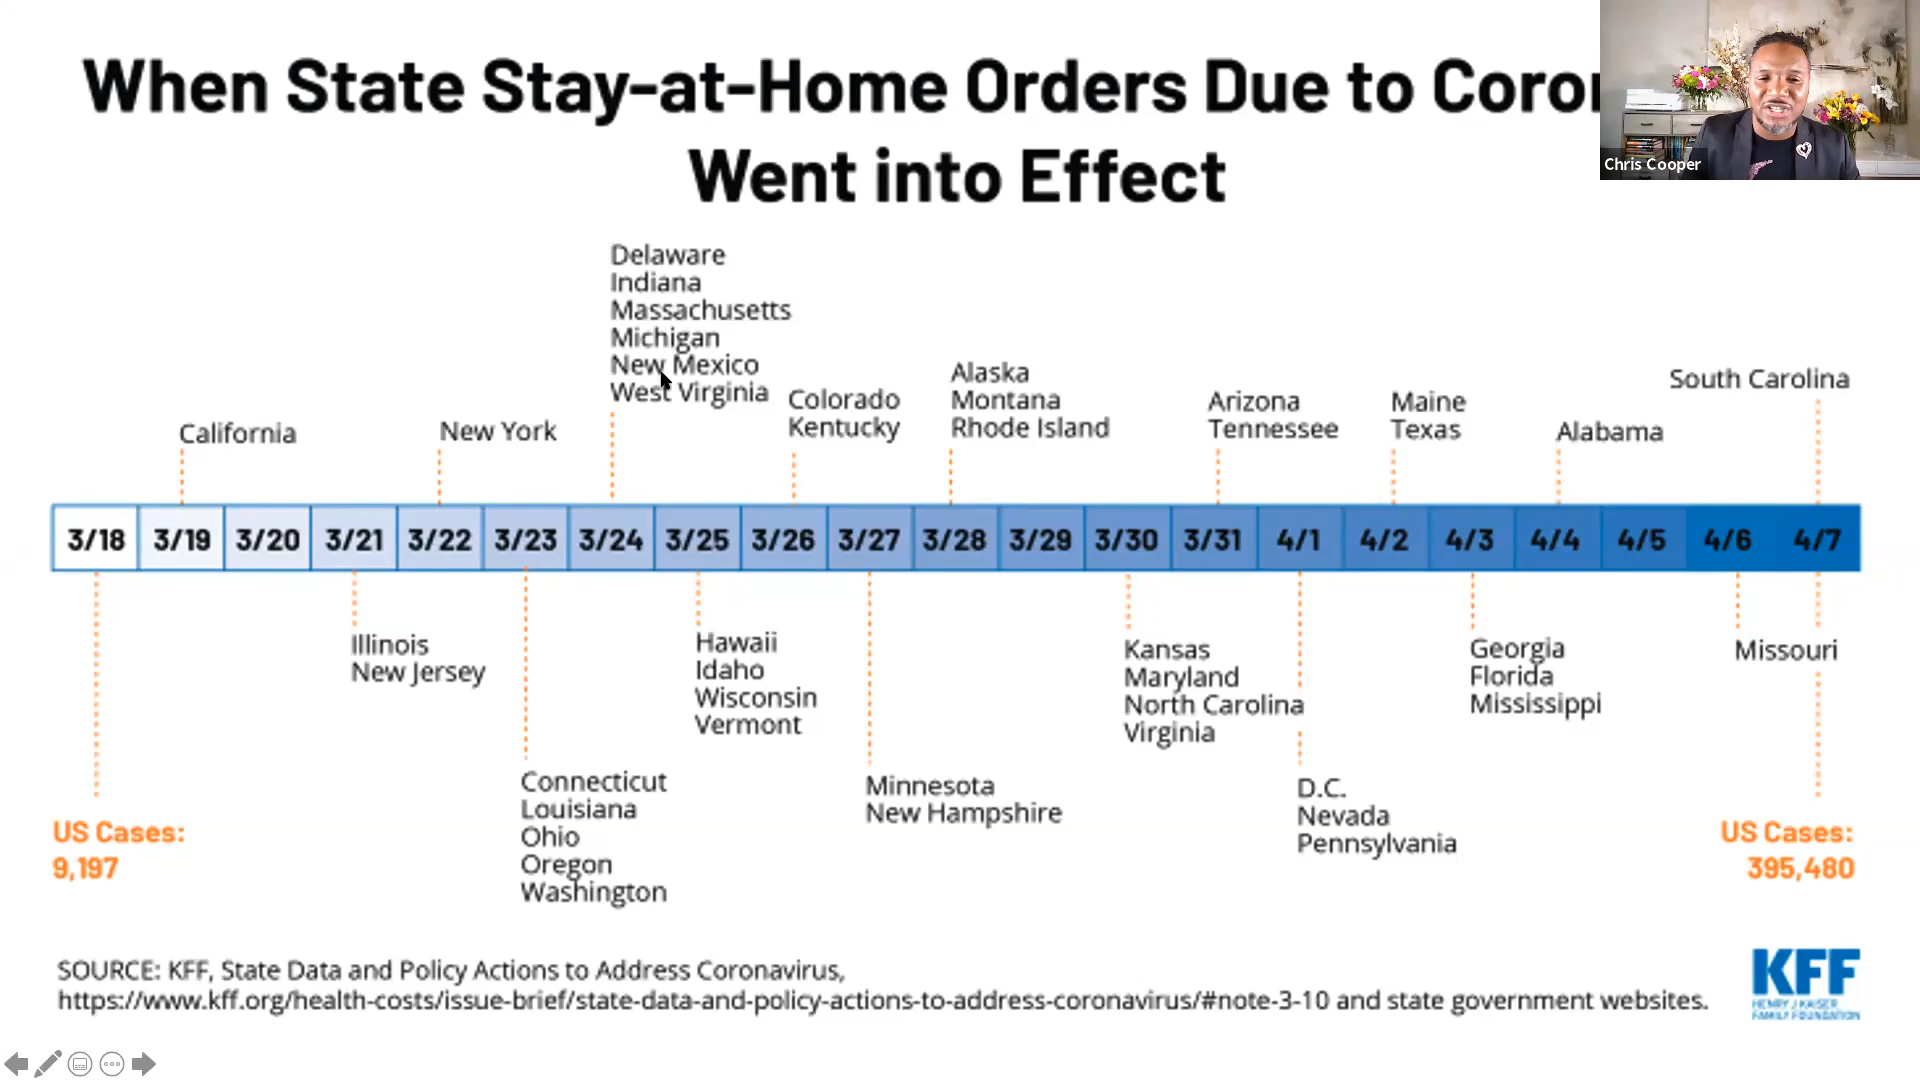 When State Stay-at-Home Orders Due to Coro
Went into Effect
Chris Cooper
Delaware
Indiana
Massachusetts
Michigan
New Mexico
West Virginia
Colorado
Kentucky
Alaska
Montana
Rhode Island
Arizona
Tennessee
Maine
Texas
South Carolina
California
New York
Alabama
3/18 3/19 3/20 3/21 3/22 3/23 3/24 3/25 3/26 3/27 3/28 3/29 3/30 3/31 4/1 4/2 4/3 4/4 4/5 4/6 4/7
Illinois
New Jersey
Hawaii
Idaho
Wisconsin
Vermont
Kansas
Maryland
North Carolina
Virginia
Georgia
Florida
Mississippi
Missouri
Connecticut
Louisiana
Ohio
Oregon
Washington
Minnesota
New Hampshire
D.C.
Nevada
Pennsylvania
US Cases:
9,197
US Cases:
395,480
SOURCE: KFF, State Data and Policy Actions to Address Coronavirus,
https://www.kff.org/health-costs/issue-brief/state-data-and-policy-actions-to-address-coronavirus/#note-3-10 and state government websites.
KFF
HENRY J KAISER
FAMILY FOUNDATION